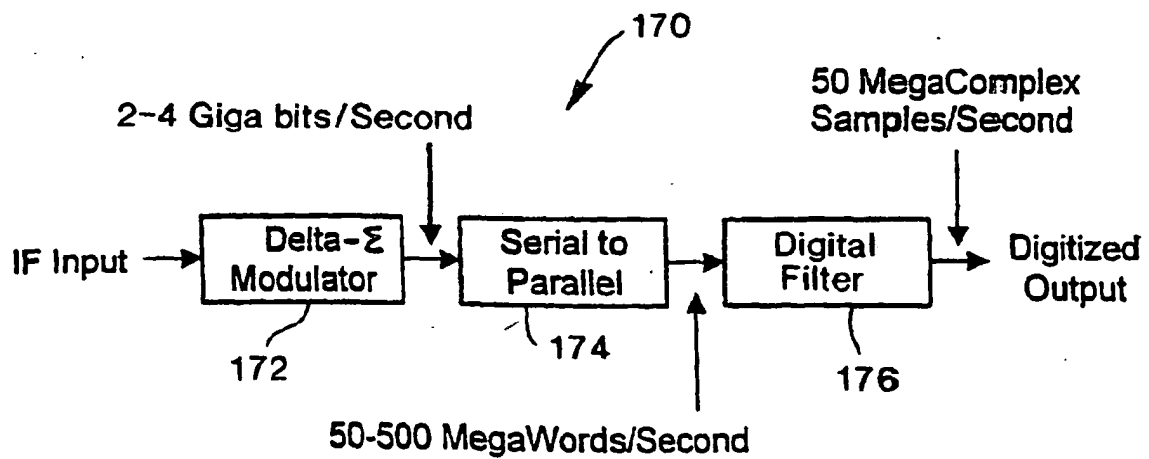 170
2-4 Giga bits/Second
50 MegaComplex
Samples/Second
IF Input
Delta-Σ
Modulator
Serial to
Parallel
Digital
Filter
Digitized
Output
172
174
176
50-500 MegaWords/Second